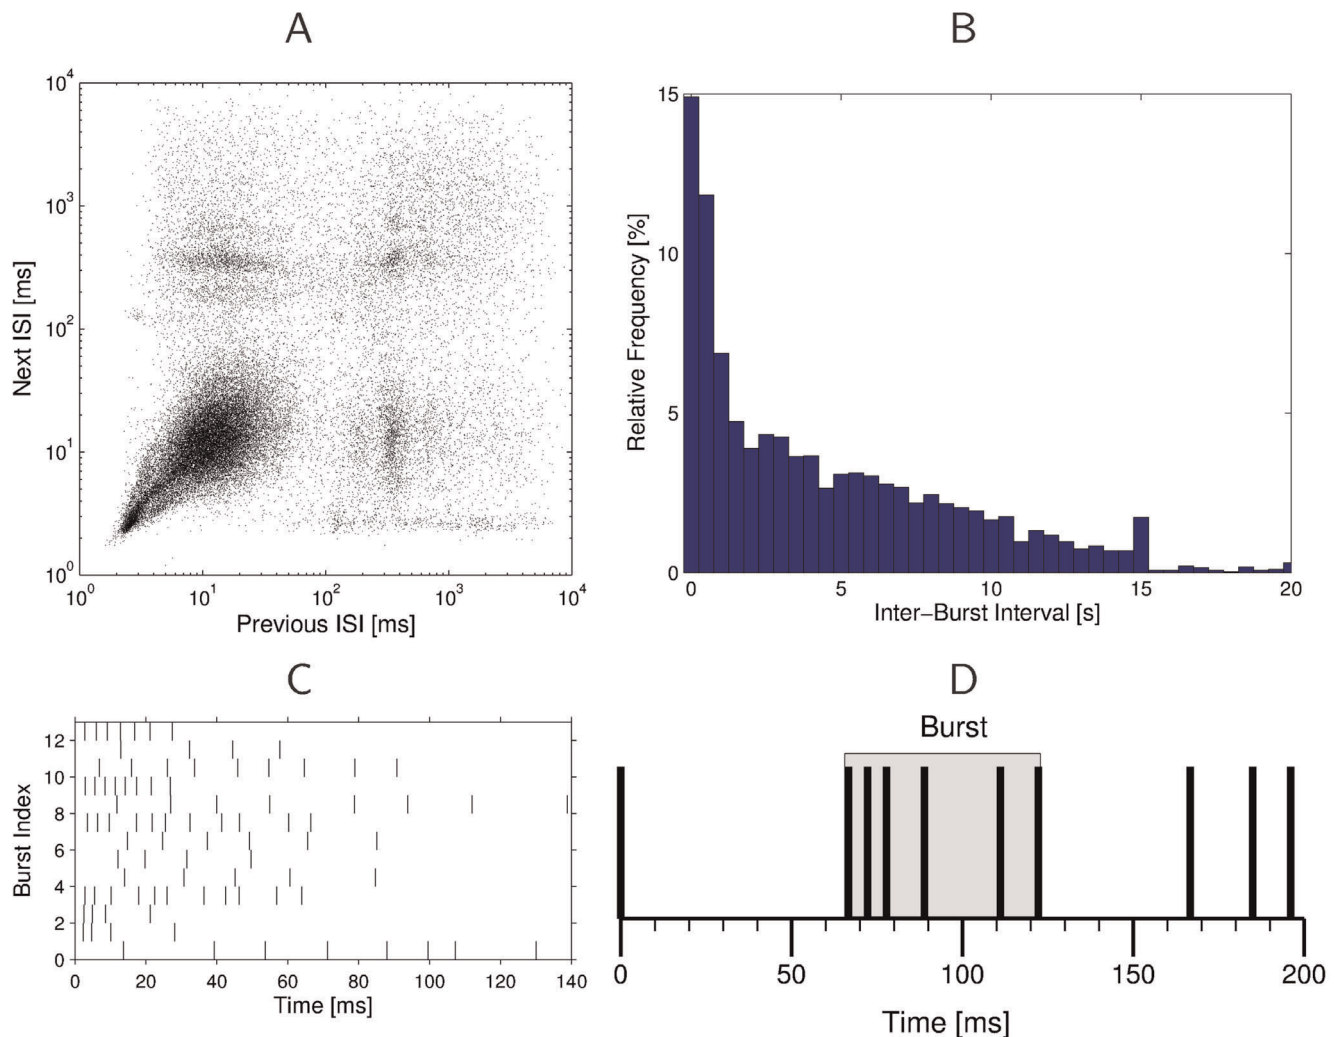 A
B
10^4
10^3
10^2
10^1
10^0
Next ISI [ms]
10^0 10^1 10^2 10^3 10^4
Previous ISI [ms]
15
10
5
0
Relative Frequency [%]
0 5 10 15 20
Inter-Burst Interval [s]
C
D
12
10
8
6
4
2
0
Burst Index
0 20 40 60 80 100 120 140
Time [ms]
Burst
0 50 100 150 200
Time [ms]